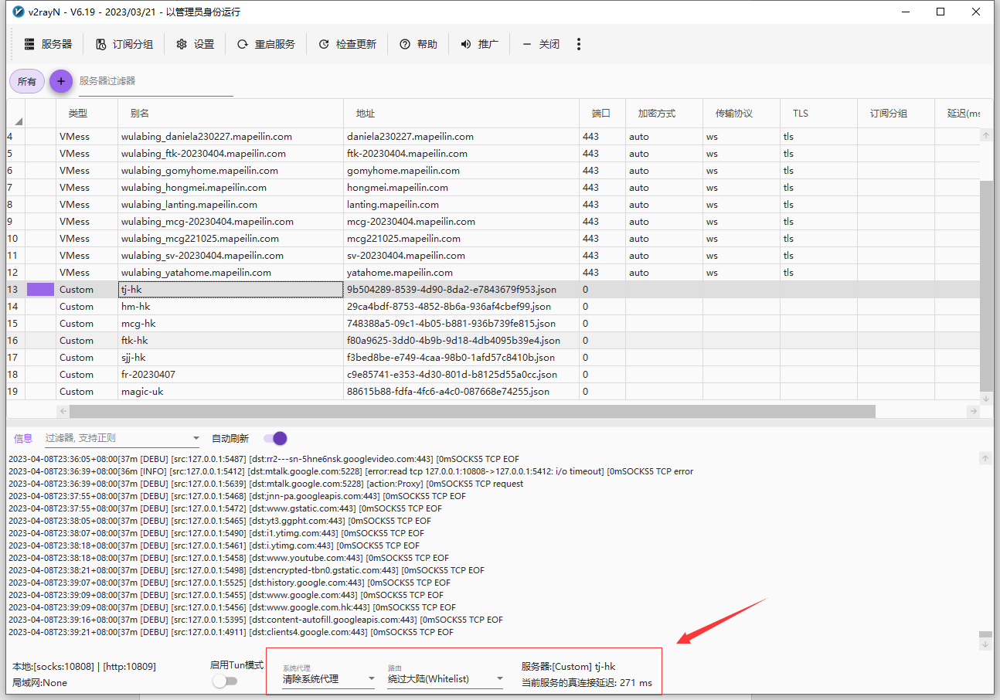 v2rayN - V6.19 - 2023/03/21 - 以管理员身份运行
服务器 订阅分组 设置 重启服务 检查更新 帮助 推广 关闭
所有 + 服务器过滤器
类型 别名 地址 端口 加密方式 传输协议 TLS 订阅分组 延迟(ms
4 VMess wulabing_daniela230227.mapeilin.com daniela230227.mapeilin.com 443 auto ws tls
5 VMess wulabing_ftk-20230404.mapeilin.com ftk-20230404.mapeilin.com 443 auto ws tls
6 VMess wulabing_gomyhome.mapeilin.com gomyhome.mapeilin.com 443 auto ws tls
7 VMess wulabing_hongmei.mapeilin.com hongmei.mapeilin.com 443 auto ws tls
8 VMess wulabing_lanting.mapeilin.com lanting.mapeilin.com 443 auto ws tls
9 VMess wulabing_mcg-20230404.mapeilin.com mcg-20230404.mapeilin.com 443 auto ws tls
10 VMess wulabing_mcg221025.mapeilin.com mcg221025.mapeilin.com 443 auto ws tls
11 VMess wulabing_sv-20230404.mapeilin.com sv-20230404.mapeilin.com 443 auto ws tls
12 VMess wulabing_yatahome.mapeilin.com yatahome.mapeilin.com 443 auto ws tls
13 Custom tj-hk 9b504289-8539-4d90-8da2-e7843679f953.json 0
14 Custom hm-hk 29ca4bdf-8753-4852-8b6a-936af4cbef99.json 0
15 Custom mcg-hk 748388a5-09c1-4b05-b881-936b739fe815.json 0
16 Custom ftk-hk f80a9625-3dd0-4b9b-9d18-4db4095b39e4.json 0
17 Custom sjj-hk f3bed8be-e749-4caa-98b0-1afd57c8410b.json 0
18 Custom fr-20230407 c9e85741-e353-4d30-801d-b8125d55a0cc.json 0
19 Custom magic-uk 88615b88-fdfa-4fc6-a4c0-087668e74255.json 0
信息 过滤器, 支持正则 自动刷新
2023-04-08T23:36:05+08:00[37m [DEBU] [src:127.0.0.1:5487] [dst:rr2---sn-5hne6nsk.googlevideo.com:443] [0mSOCKS5 TCP EOF
2023-04-08T23:36:39+08:00[36m [INFO] [src:127.0.0.1:5412] [dst:mtalk.google.com:5228] [error:read tcp 127.0.0.1:10808->127.0.0.1:5412: i/o timeout] [0mSOCKS5 TCP error
2023-04-08T23:36:39+08:00[37m [DEBU] [src:127.0.0.1:5639] [dst:mtalk.google.com:5228] [action:Proxy] [0mSOCKS5 TCP request
2023-04-08T23:37:55+08:00[37m [DEBU] [src:127.0.0.1:5468] [dst:jnn-pa.googleapis.com:443] [0mSOCKS5 TCP EOF
2023-04-08T23:37:55+08:00[37m [DEBU] [src:127.0.0.1:5472] [dst:www.gstatic.com:443] [0mSOCKS5 TCP EOF
2023-04-08T23:38:05+08:00[37m [DEBU] [src:127.0.0.1:5465] [dst:yt3.ggpht.com:443] [0mSOCKS5 TCP EOF
2023-04-08T23:38:07+08:00[37m [DEBU] [src:127.0.0.1:5490] [dst:i1.ytimg.com:443] [0mSOCKS5 TCP EOF
2023-04-08T23:38:18+08:00[37m [DEBU] [src:127.0.0.1:5461] [dst:i.ytimg.com:443] [0mSOCKS5 TCP EOF
2023-04-08T23:38:18+08:00[37m [DEBU] [src:127.0.0.1:5458] [dst:www.youtube.com:443] [0mSOCKS5 TCP EOF
2023-04-08T23:38:21+08:00[37m [DEBU] [src:127.0.0.1:5498] [dst:encrypted-tbn0.gstatic.com:443] [0mSOCKS5 TCP EOF
2023-04-08T23:39:07+08:00[37m [DEBU] [src:127.0.0.1:5525] [dst:history.google.com:443] [0mSOCKS5 TCP EOF
2023-04-08T23:39:09+08:00[37m [DEBU] [src:127.0.0.1:5455] [dst:www.google.com:443] [0mSOCKS5 TCP EOF
2023-04-08T23:39:09+08:00[37m [DEBU] [src:127.0.0.1:5456] [dst:www.google.com.hk:443] [0mSOCKS5 TCP EOF
2023-04-08T23:39:16+08:00[37m [DEBU] [src:127.0.0.1:5395] [dst:content-autofill.googleapis.com:443] [0mSOCKS5 TCP EOF
2023-04-08T23:39:21+08:00[37m [DEBU] [src:127.0.0.1:4911] [dst:clients4.google.com:443] [0mSOCKS5 TCP EOF
本地:[socks:10808] | [http:10809] 启用Tun模式 系统代理 路由 服务器:[Custom] tj-hk
局域网:None 清除系统代理 绕过大陆(Whitelist) 当前服务的真连接延迟: 271 ms